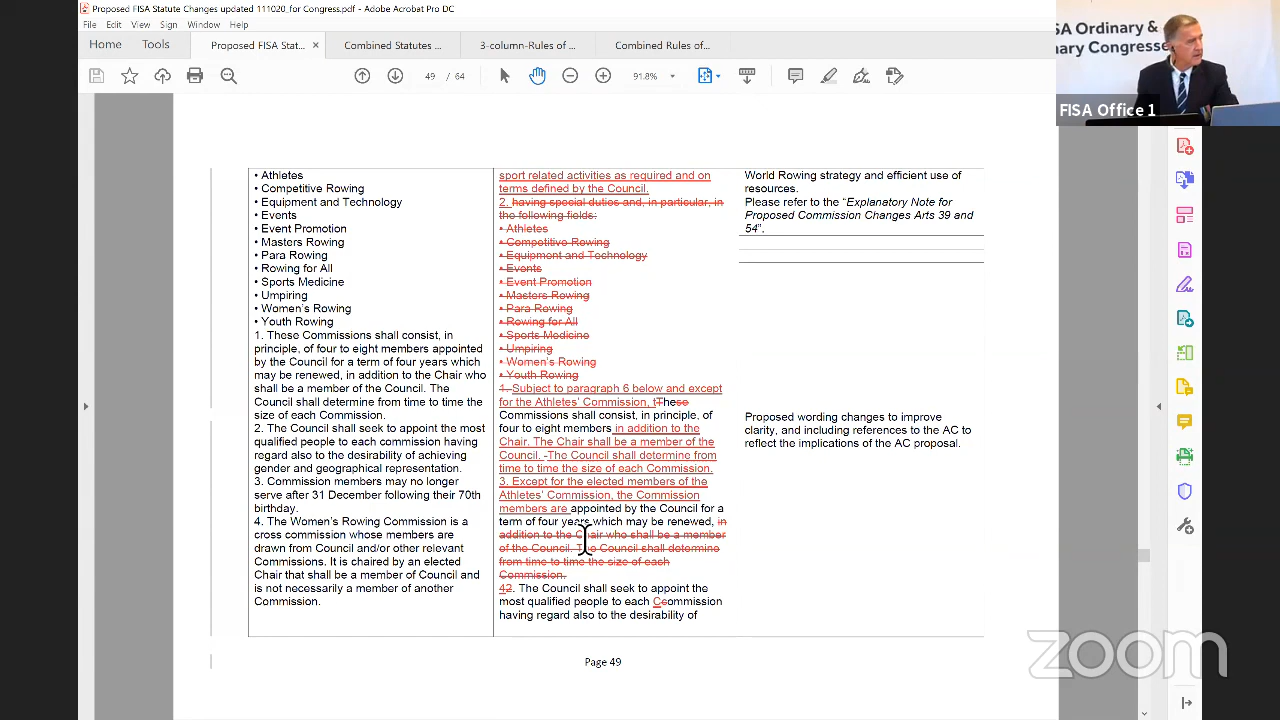 Proposed FISA Statute Changes updated 111020_for Congress.pdf - Adobe Acrobat Pro DC
File Edit View Sign Window Help
Home Tools Proposed FISA Stat... × Combined Statutes ... 3-column-Rules of ... Combined Rules of...
49 / 64 91.8%
• Athletes
• Competitive Rowing
• Equipment and Technology
• Events
• Event Promotion
• Masters Rowing
• Para Rowing
• Rowing for All
• Sports Medicine
• Umpiring
• Women's Rowing
• Youth Rowing
1. These Commissions shall consist, in
principle, of four to eight members appointed
by the Council for a term of four years which
may be renewed, in addition to the Chair who
shall be a member of the Council. The
Council shall determine from time to time the
size of each Commission.
2. The Council shall seek to appoint the most
qualified people to each commission having
regard also to the desirability of achieving
gender and geographical representation.
3. Commission members may no longer
serve after 31 December following their 70th
birthday.
4. The Women's Rowing Commission is a
cross commission whose members are
drawn from Council and/or other relevant
Commissions. It is chaired by an elected
Chair that shall be a member of Council and
is not necessarily a member of another
Commission.
sport related activities as required and on
terms defined by the Council.
2. having special duties and, in particular, in
the following fields:
• Athletes
• Competitive Rowing
• Equipment and Technology
• Events
• Event Promotion
• Masters Rowing
• Para Rowing
• Rowing for All
• Sports Medicine
• Umpiring
• Women's Rowing
• Youth Rowing
1. Subject to paragraph 6 below and except
for the Athletes' Commission, tThese
Commissions shall consist, in principle, of
four to eight members in addition to the
Chair. The Chair shall be a member of the
Council. -The Council shall determine from
time to time the size of each Commission.
3. Except for the elected members of the
Athletes' Commission, the Commission
members are appointed by the Council for a
term of four years which may be renewed, in
addition to the Chair who shall be a member
of the Council. The Council shall determine
from time to time the size of each
Commission.
42. The Council shall seek to appoint the
most qualified people to each Ccommission
having regard also to the desirability of
World Rowing strategy and efficient use of
resources.
Please refer to the "Explanatory Note for
Proposed Commission Changes Arts 39 and
54".
Proposed wording changes to improve
clarity, and including references to the AC to
reflect the implications of the AC proposal.
Page 49
SA Ordinary &
nary Congresse
FISA Office 1
zoom